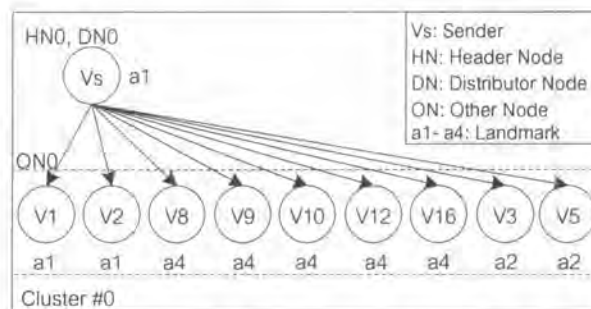 HN0, DN0
Vs a1
Vs: Sender
HN: Header Node
DN: Distributor Node
ON: Other Node
a1- a4: Landmark
ON0
V1 V2 V8 V9 V10 V12 V16 V3 V5
a1 a1 a4 a4 a4 a4 a4 a2 a2
Cluster #0